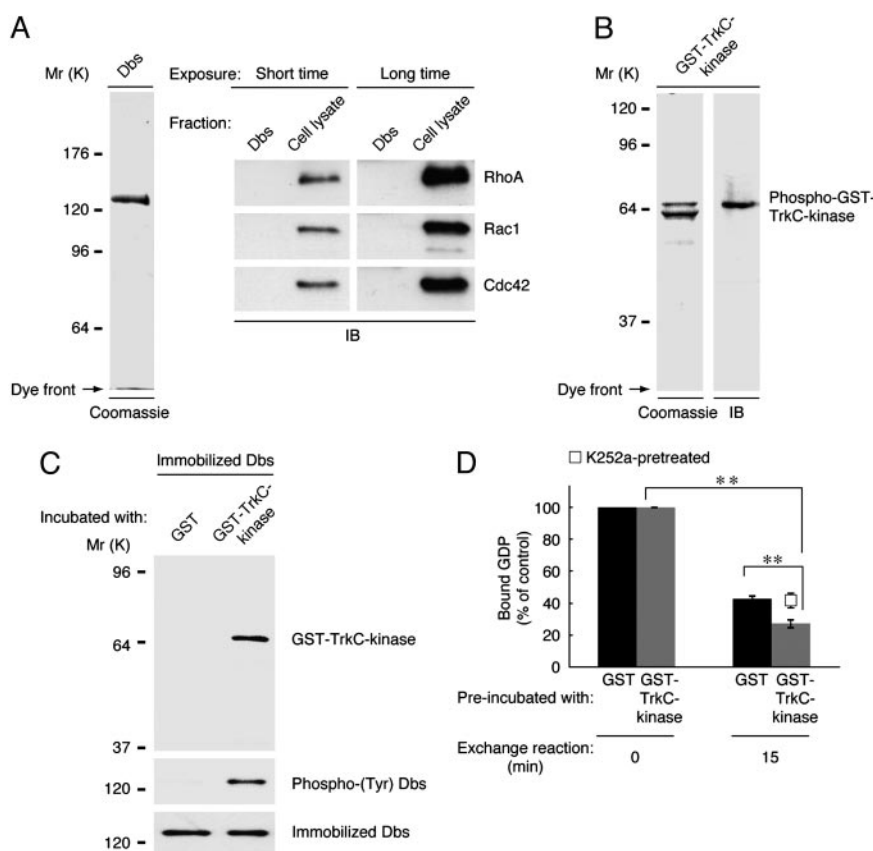 A
Mr (K)
Dbs
176
120
96
64
Dye front
Coomassie
Exposure:
Short time
Long time
Fraction:
Dbs
Cell lysate
Dbs
Cell lysate
RhoA
Rac1
Cdc42
IB
B
Mr (K)
GST-TrkC-
kinase
120
96
64
37
Phospho-GST-
TrkC-kinase
Dye front
Coomassie
IB
C
Immobilized Dbs
Incubated with:
GST
GST-TrkC-
kinase
Mr (K)
96
64
37
120
120
GST-TrkC-kinase
Phospho-(Tyr) Dbs
Immobilized Dbs
D
□ K252a-pretreated
**
**
Bound GDP
(% of control)
100
80
60
40
20
0
GST
GST-
TrkC-
kinase
GST
GST-
TrkC-
kinase
Pre-incubated with:
Exchange reaction:
(min)
0
15